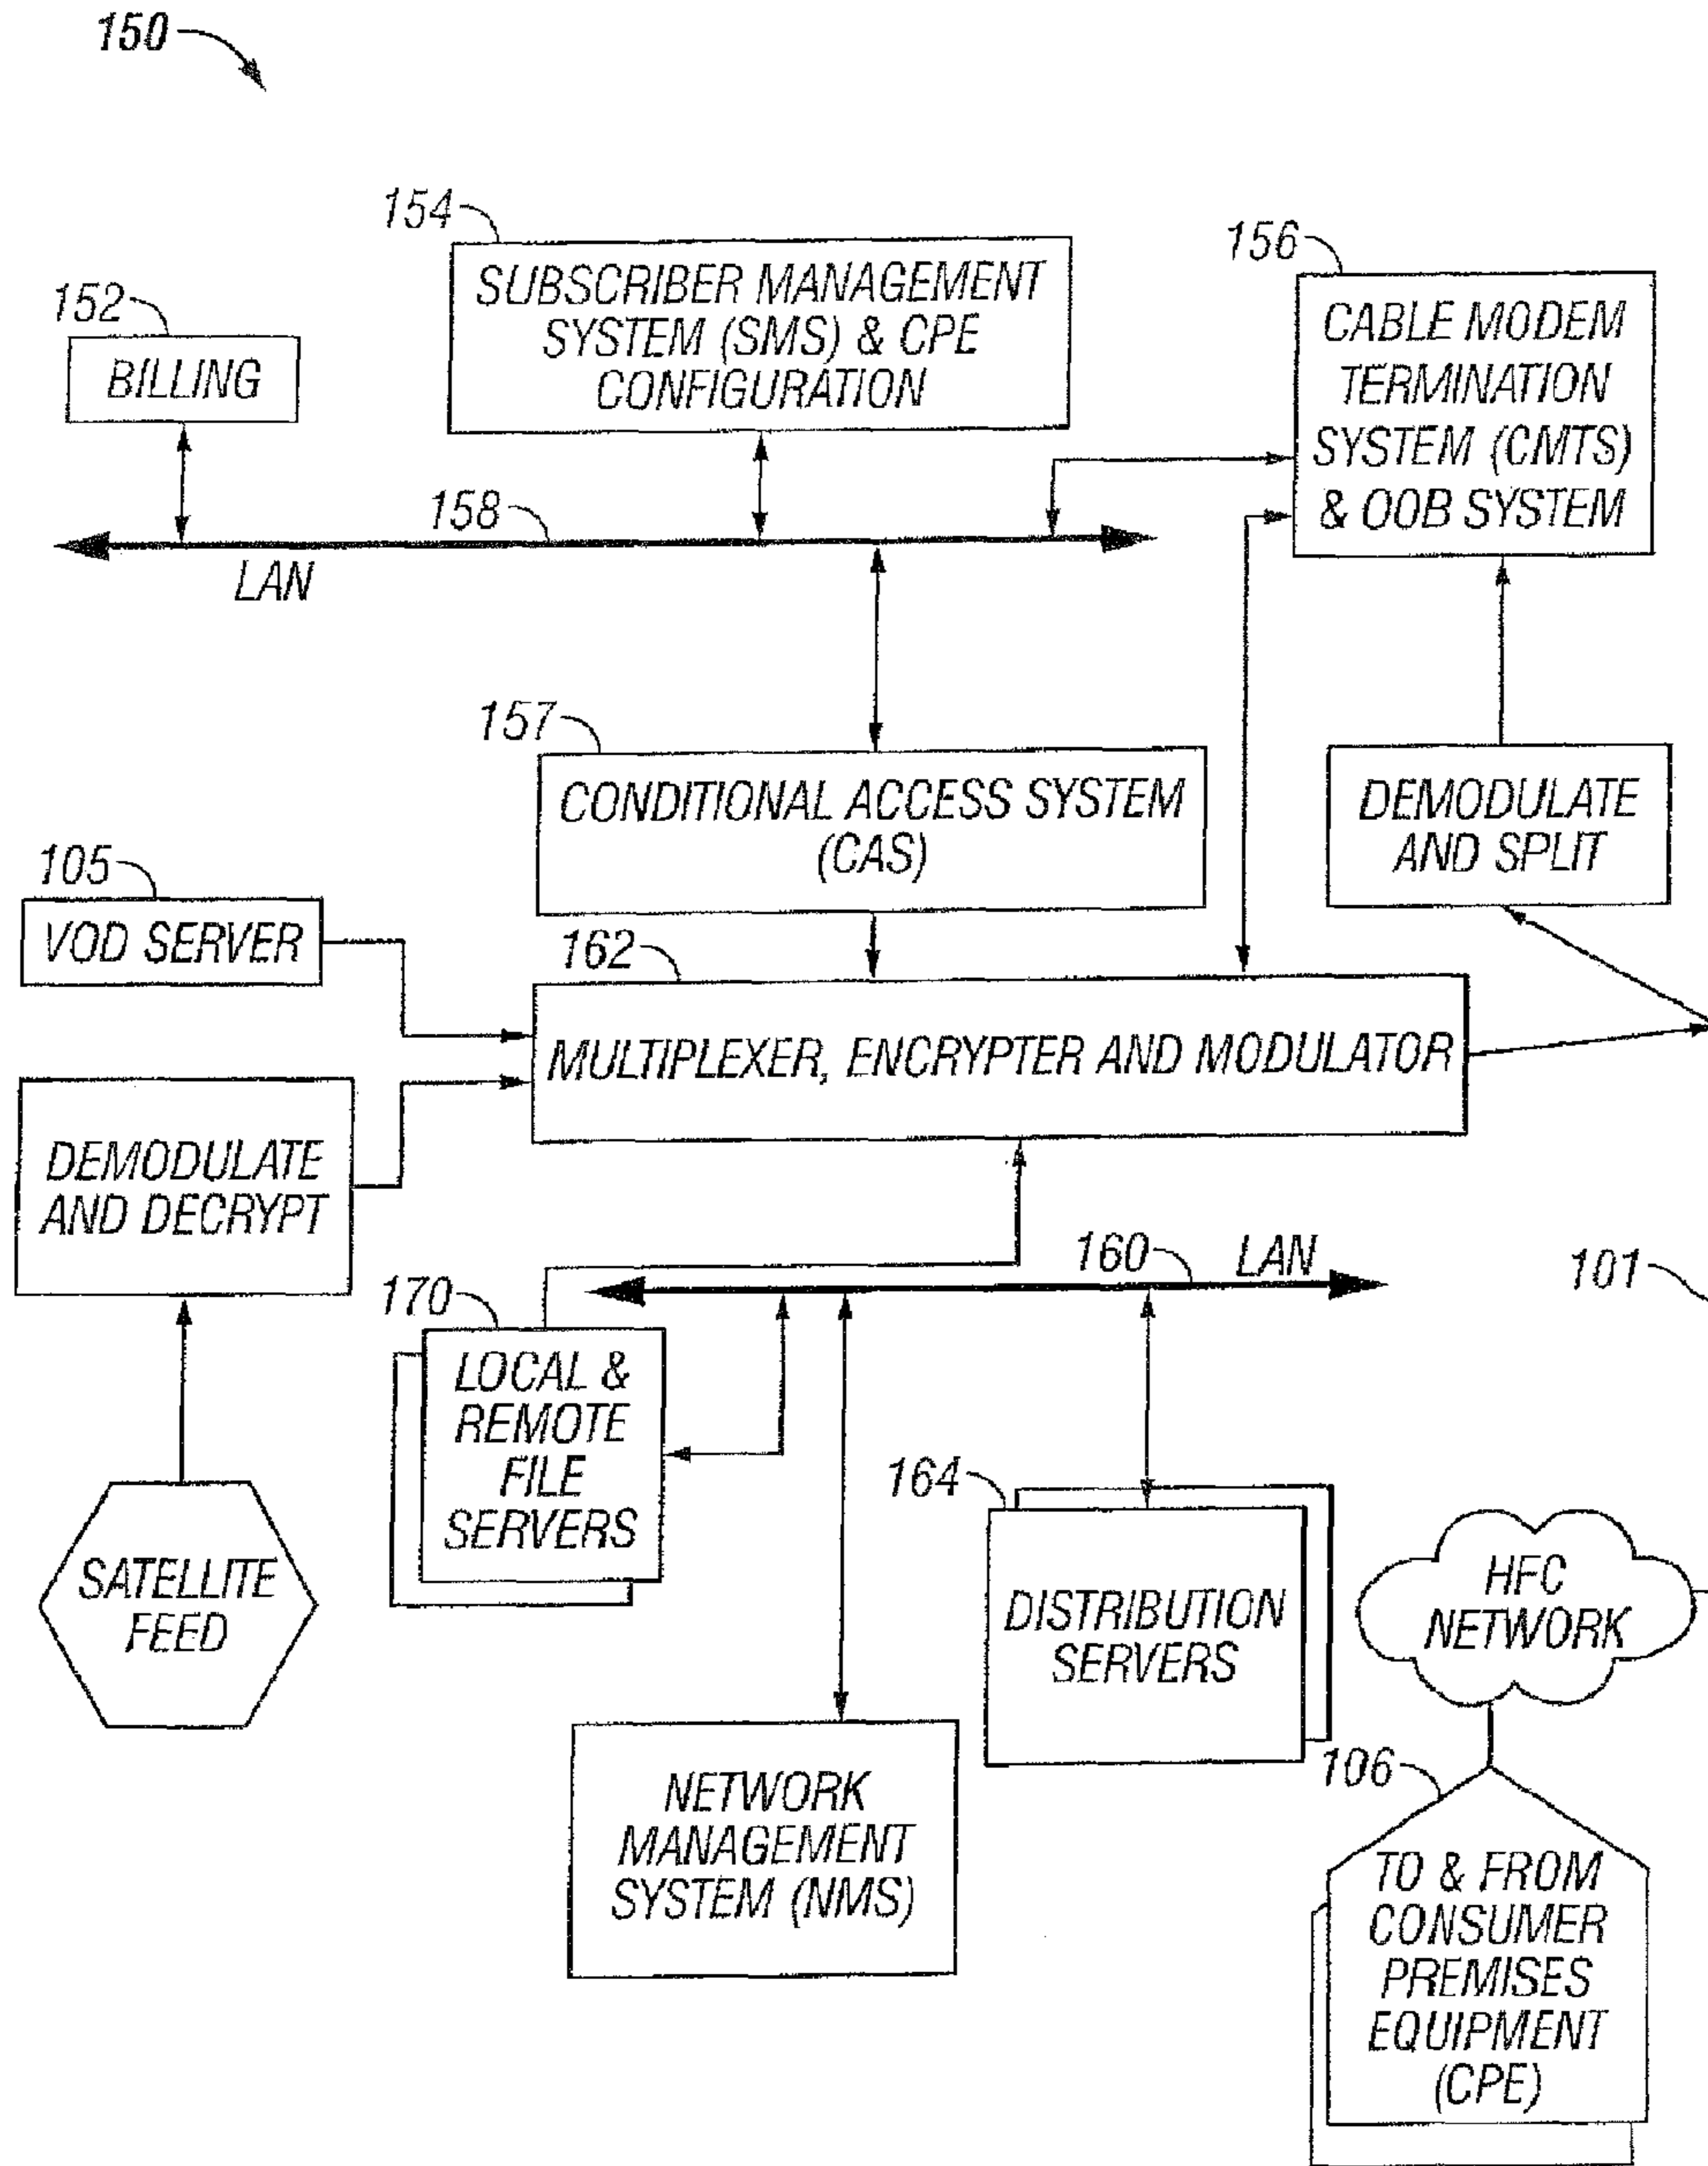 150
154
SUBSCRIBER MANAGEMENT
SYSTEM (SMS) & CPE
CONFIGURATION
156
CABLE MODEM
TERMINATION
SYSTEM (CMTS)
& OOB SYSTEM
152
BILLING
158
LAN
157
CONDITIONAL ACCESS SYSTEM
(CAS)
DEMODULATE
AND SPLIT
105
VOD SERVER
162
MULTIPLEXER, ENCRYPTER AND MODULATOR
DEMODULATE
AND DECRYPT
160
LAN
101
170
LOCAL &
REMOTE
FILE
SERVERS
164
DISTRIBUTION
SERVERS
SATELLITE
FEED
HFC
NETWORK
NETWORK
MANAGEMENT
SYSTEM (NMS)
106
TO & FROM
CONSUMER
PREMISES
EQUIPMENT
(CPE)